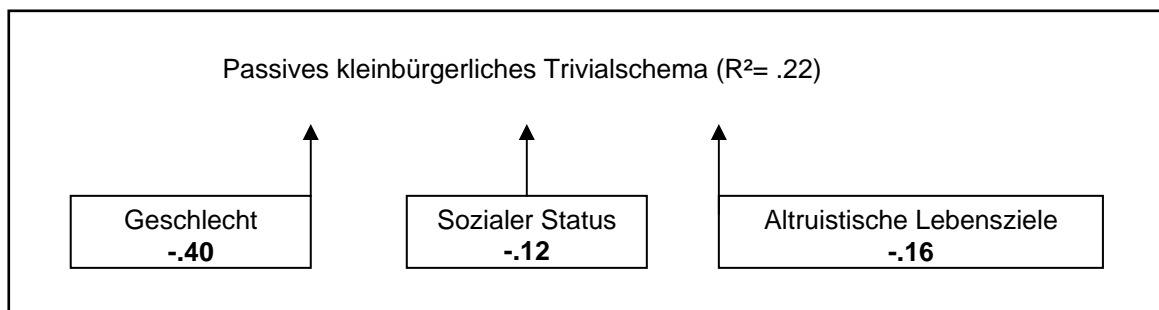 Passives kleinbürgerliches Trivialschema (R²= .22)
Geschlecht
-.40
Sozialer Status
-.12
Altruistische Lebensziele
-.16